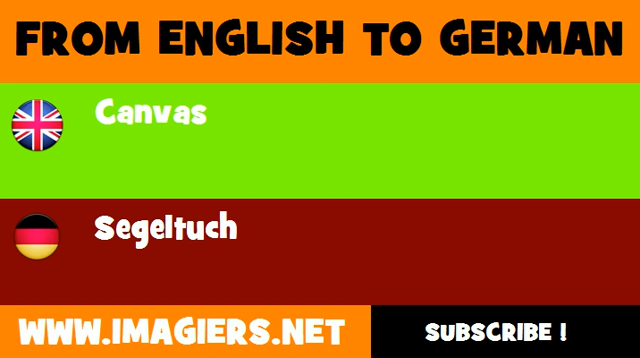 FROM ENGLISH TO GERMAN
Canvas
Segeltuch
WWW.IMAGIERS.NET
SUBSCRIBE !